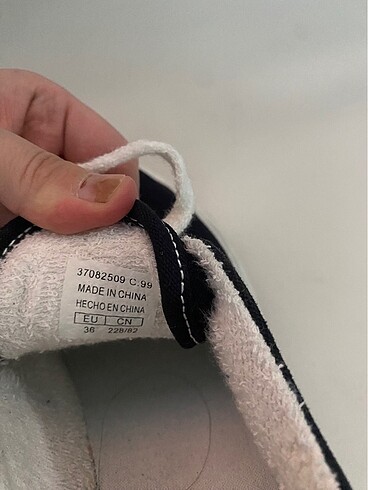 37082509 C:99
MADE IN CHINA
HECHO EN CHINA
EU CN
36 228/82